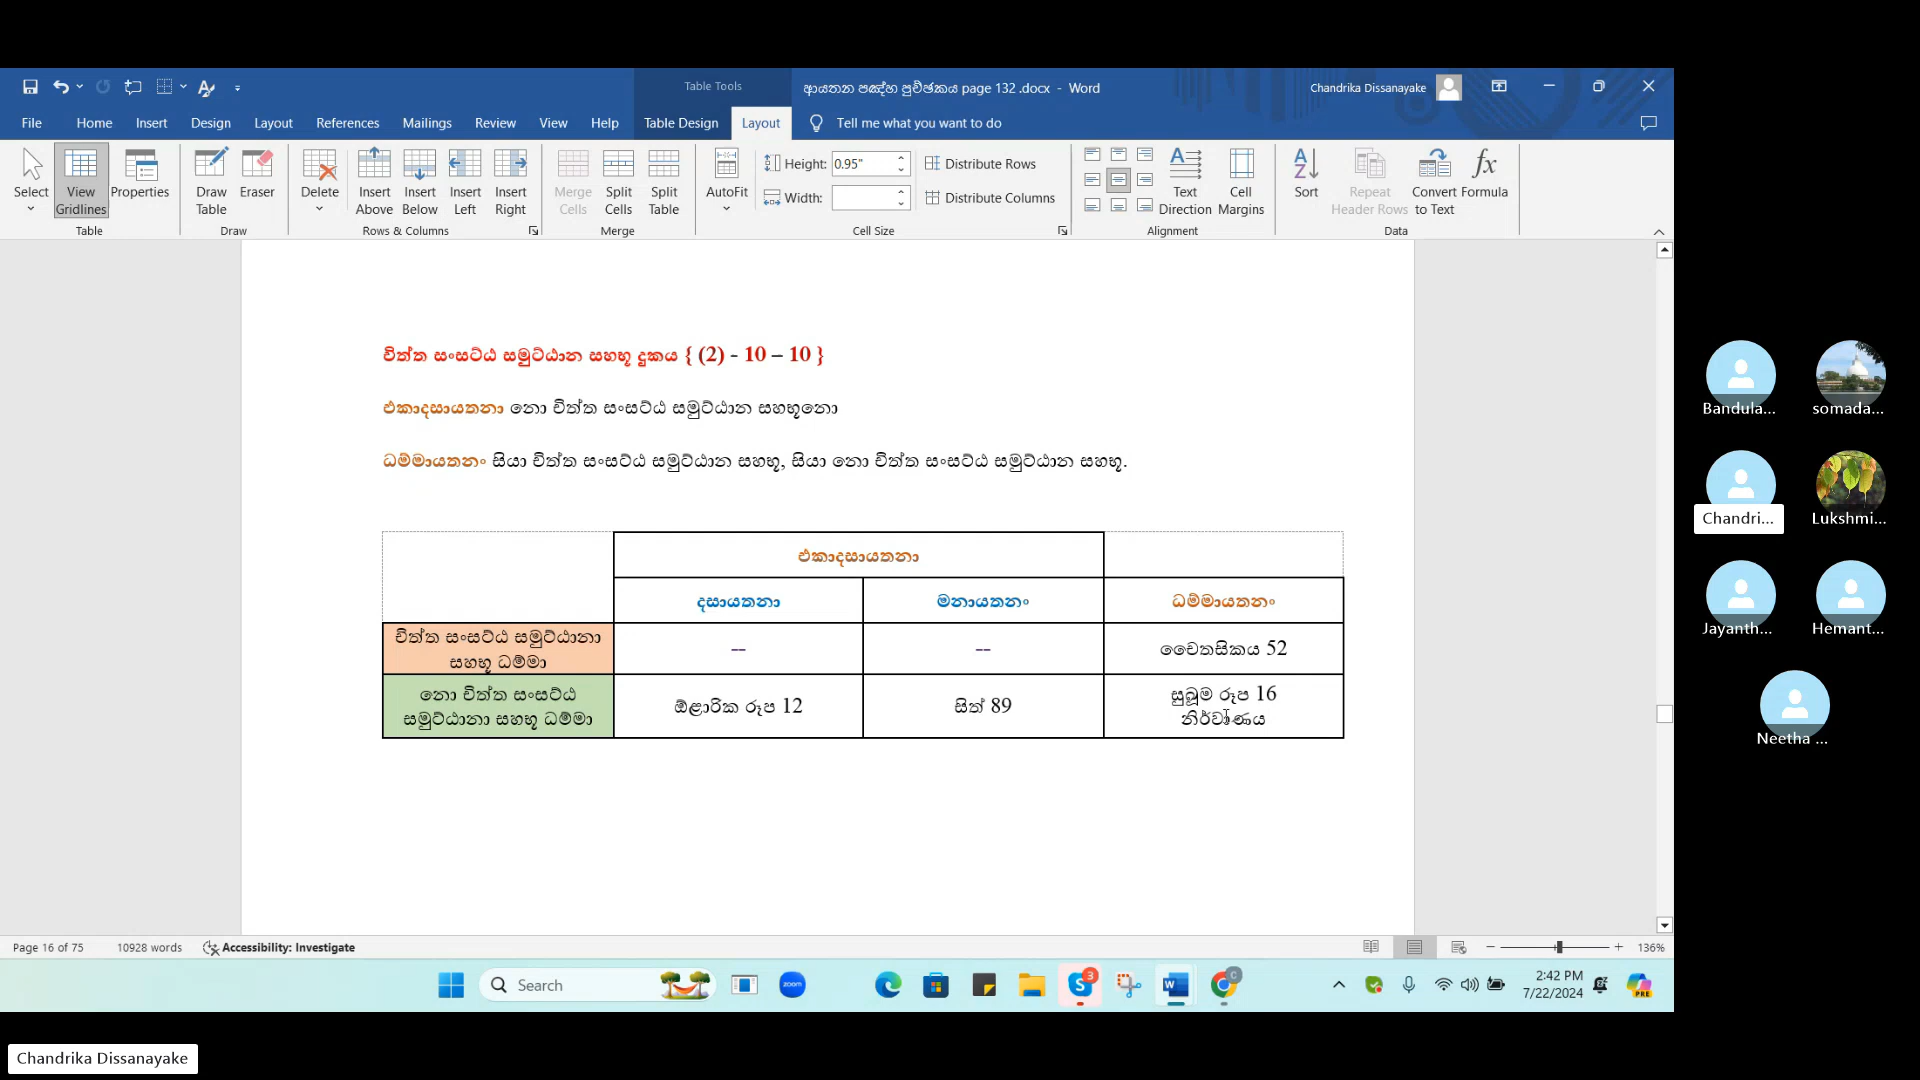 Table Tools
ආයතන පඤ්හ පුච්ඡකය page 132 .docx - Word
Chandrika Dissanayake
File Home Insert Design Layout References Mailings Review View Help Table Design Layout Tell me what you want to do
Select
View Gridlines
Properties
Table
Draw Table
Eraser
Draw
Delete
Insert Above
Insert Below
Insert Left
Insert Right
Rows & Columns
Merge Cells
Split Cells
Split Table
Merge
AutoFit
Height: 0.95"
Width:
Distribute Rows
Distribute Columns
Cell Size
Text Direction
Cell Margins
Alignment
Sort
Repeat Header Rows
Convert to Text
Formula
Data
චිත්ත සංසට්ඨ සමුට්ඨාන සහභූ දුකය { (2) - 10 – 10 }
එකාදසායතනා නො චිත්ත සංසට්ඨ සමුට්ඨාන සහභූනො
ධම්මායතනං සියා චිත්ත සංසට්ඨ සමුට්ඨාන සහභූ, සියා නො චිත්ත සංසට්ඨ සමුට්ඨාන සහභූ.
එකාදසායතනා
දසායතනා මනායතනං ධම්මායතනං
චිත්ත සංසට්ඨ සමුට්ඨානා
සහභූ ධම්මා
-- -- චෛතසිකය 52
නො චිත්ත සංසට්ඨ
සමුට්ඨානා සහභූ ධම්මා
ඕළාරික රූප 12 සිත් 89
සුඛූම රූප 16
නිර්වාණය
Page 16 of 75 10928 words Accessibility: Investigate 136%
Search
zoom
3
2:42 PM
7/22/2024
PRE
Bandula...
somada...
Chandri...
Lukshmi...
Jayanth...
Hemant...
Neetha ...
Chandrika Dissanayake